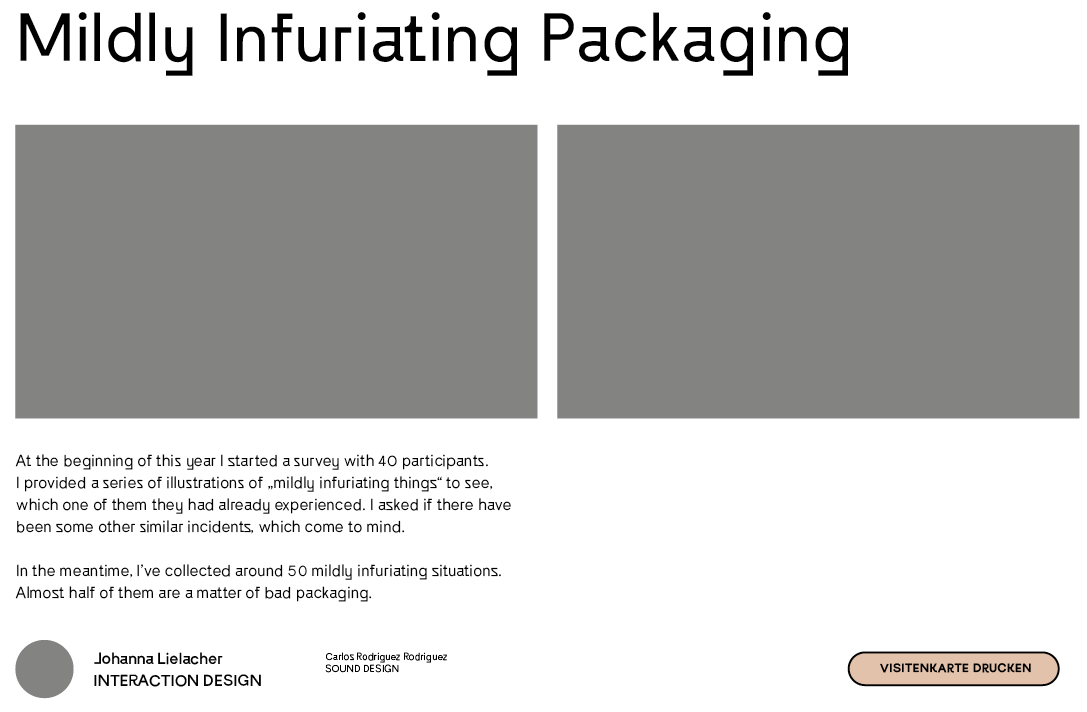 Mildly Infuriating Packaging
At the beginning of this year I started a survey with 40 participants.
I provided a series of illustrations of „mildly infuriating things“ to see,
which one of them they had already experienced. I asked if there have
been some other similar incidents, which come to mind.
In the meantime, I’ve collected around 50 mildly infuriating situations.
Almost half of them are a matter of bad packaging.
Johanna Lielacher
INTERACTION DESIGN
Carlos Rodriguez Rodriguez
SOUND DESIGN
VISITENKARTE DRUCKEN